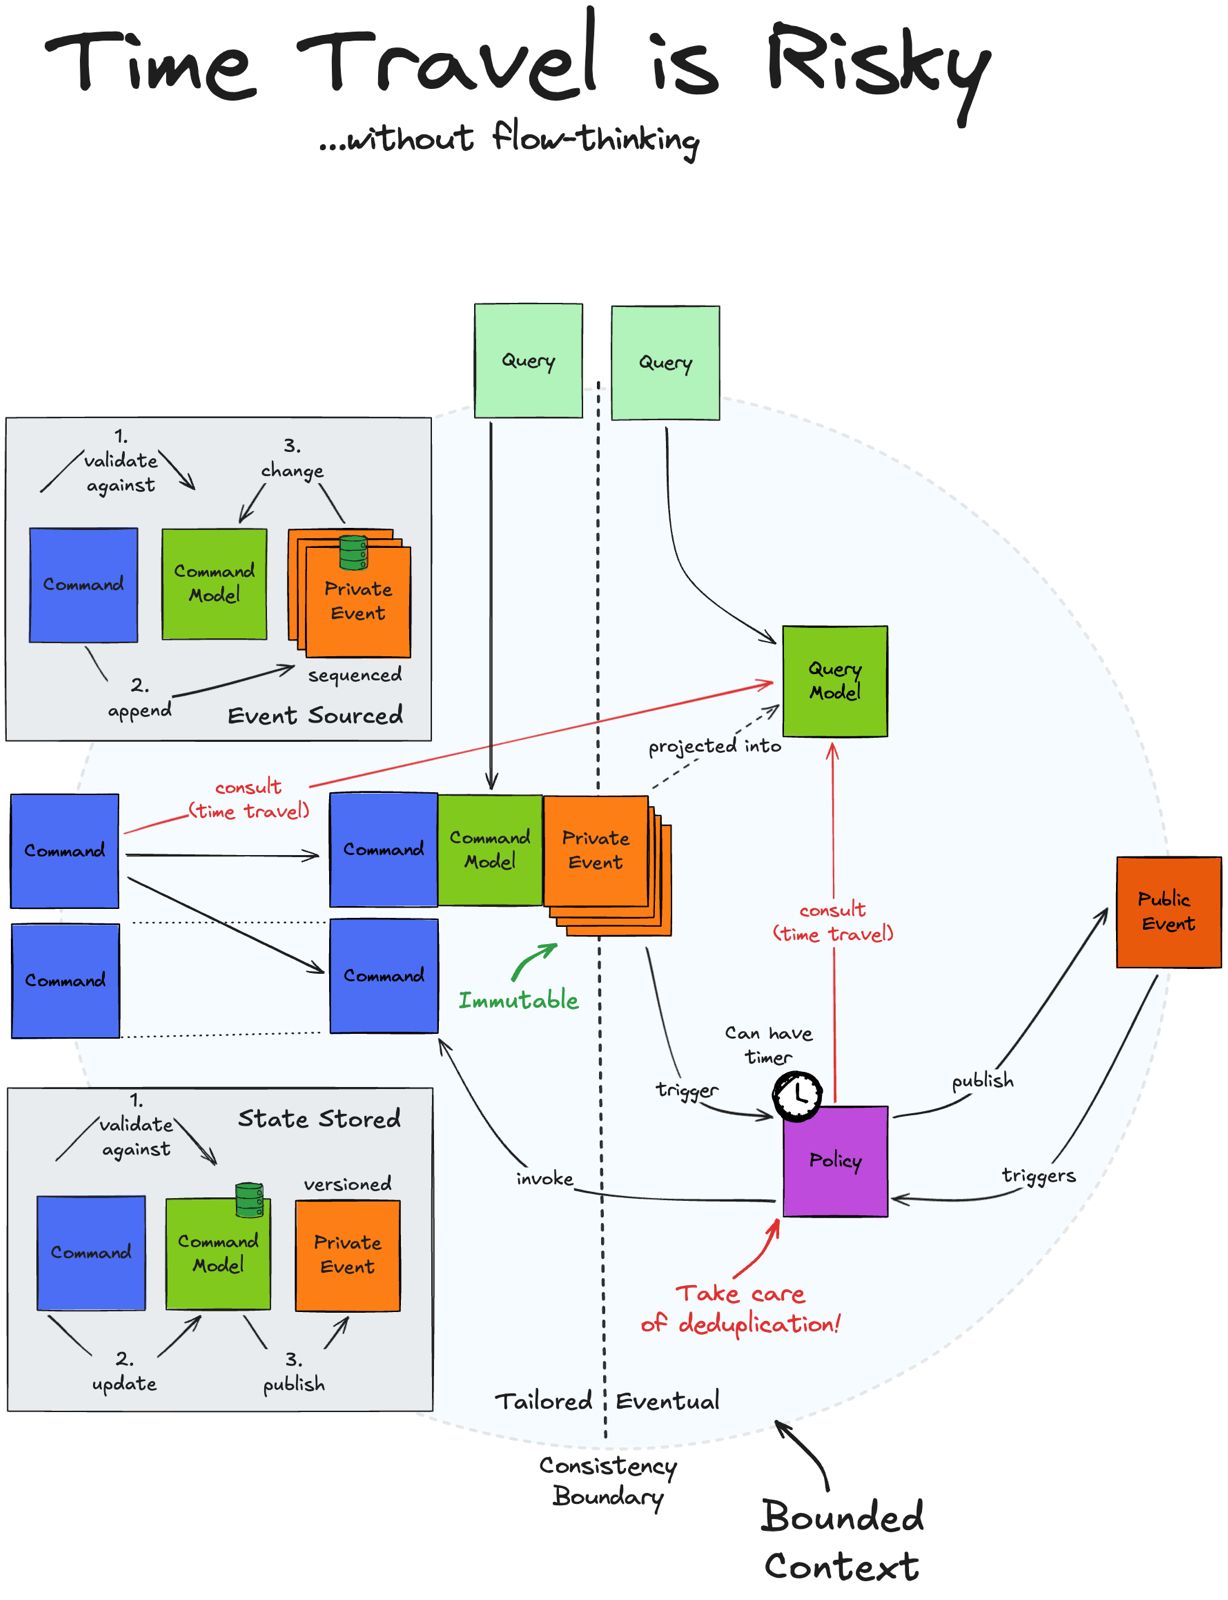 Time Travel is Risky
...without flow-thinking
Query
Query
1.
validate
against
3.
change
Command
Command
Model
Private
Event
sequenced
2.
append
Event Sourced
Query
Model
projected into
consult
(time travel)
Command
Command
Command
Model
Private
Event
Command
Command
Immutable
consult
(time travel)
Public
Event
Can have
timer
trigger
publish
Policy
invoke
triggers
Take care
of deduplication!
1.
validate
against
State Stored
versioned
Command
Command
Model
Private
Event
2.
update
3.
publish
Tailored
Eventual
Consistency
Boundary
Bounded
Context